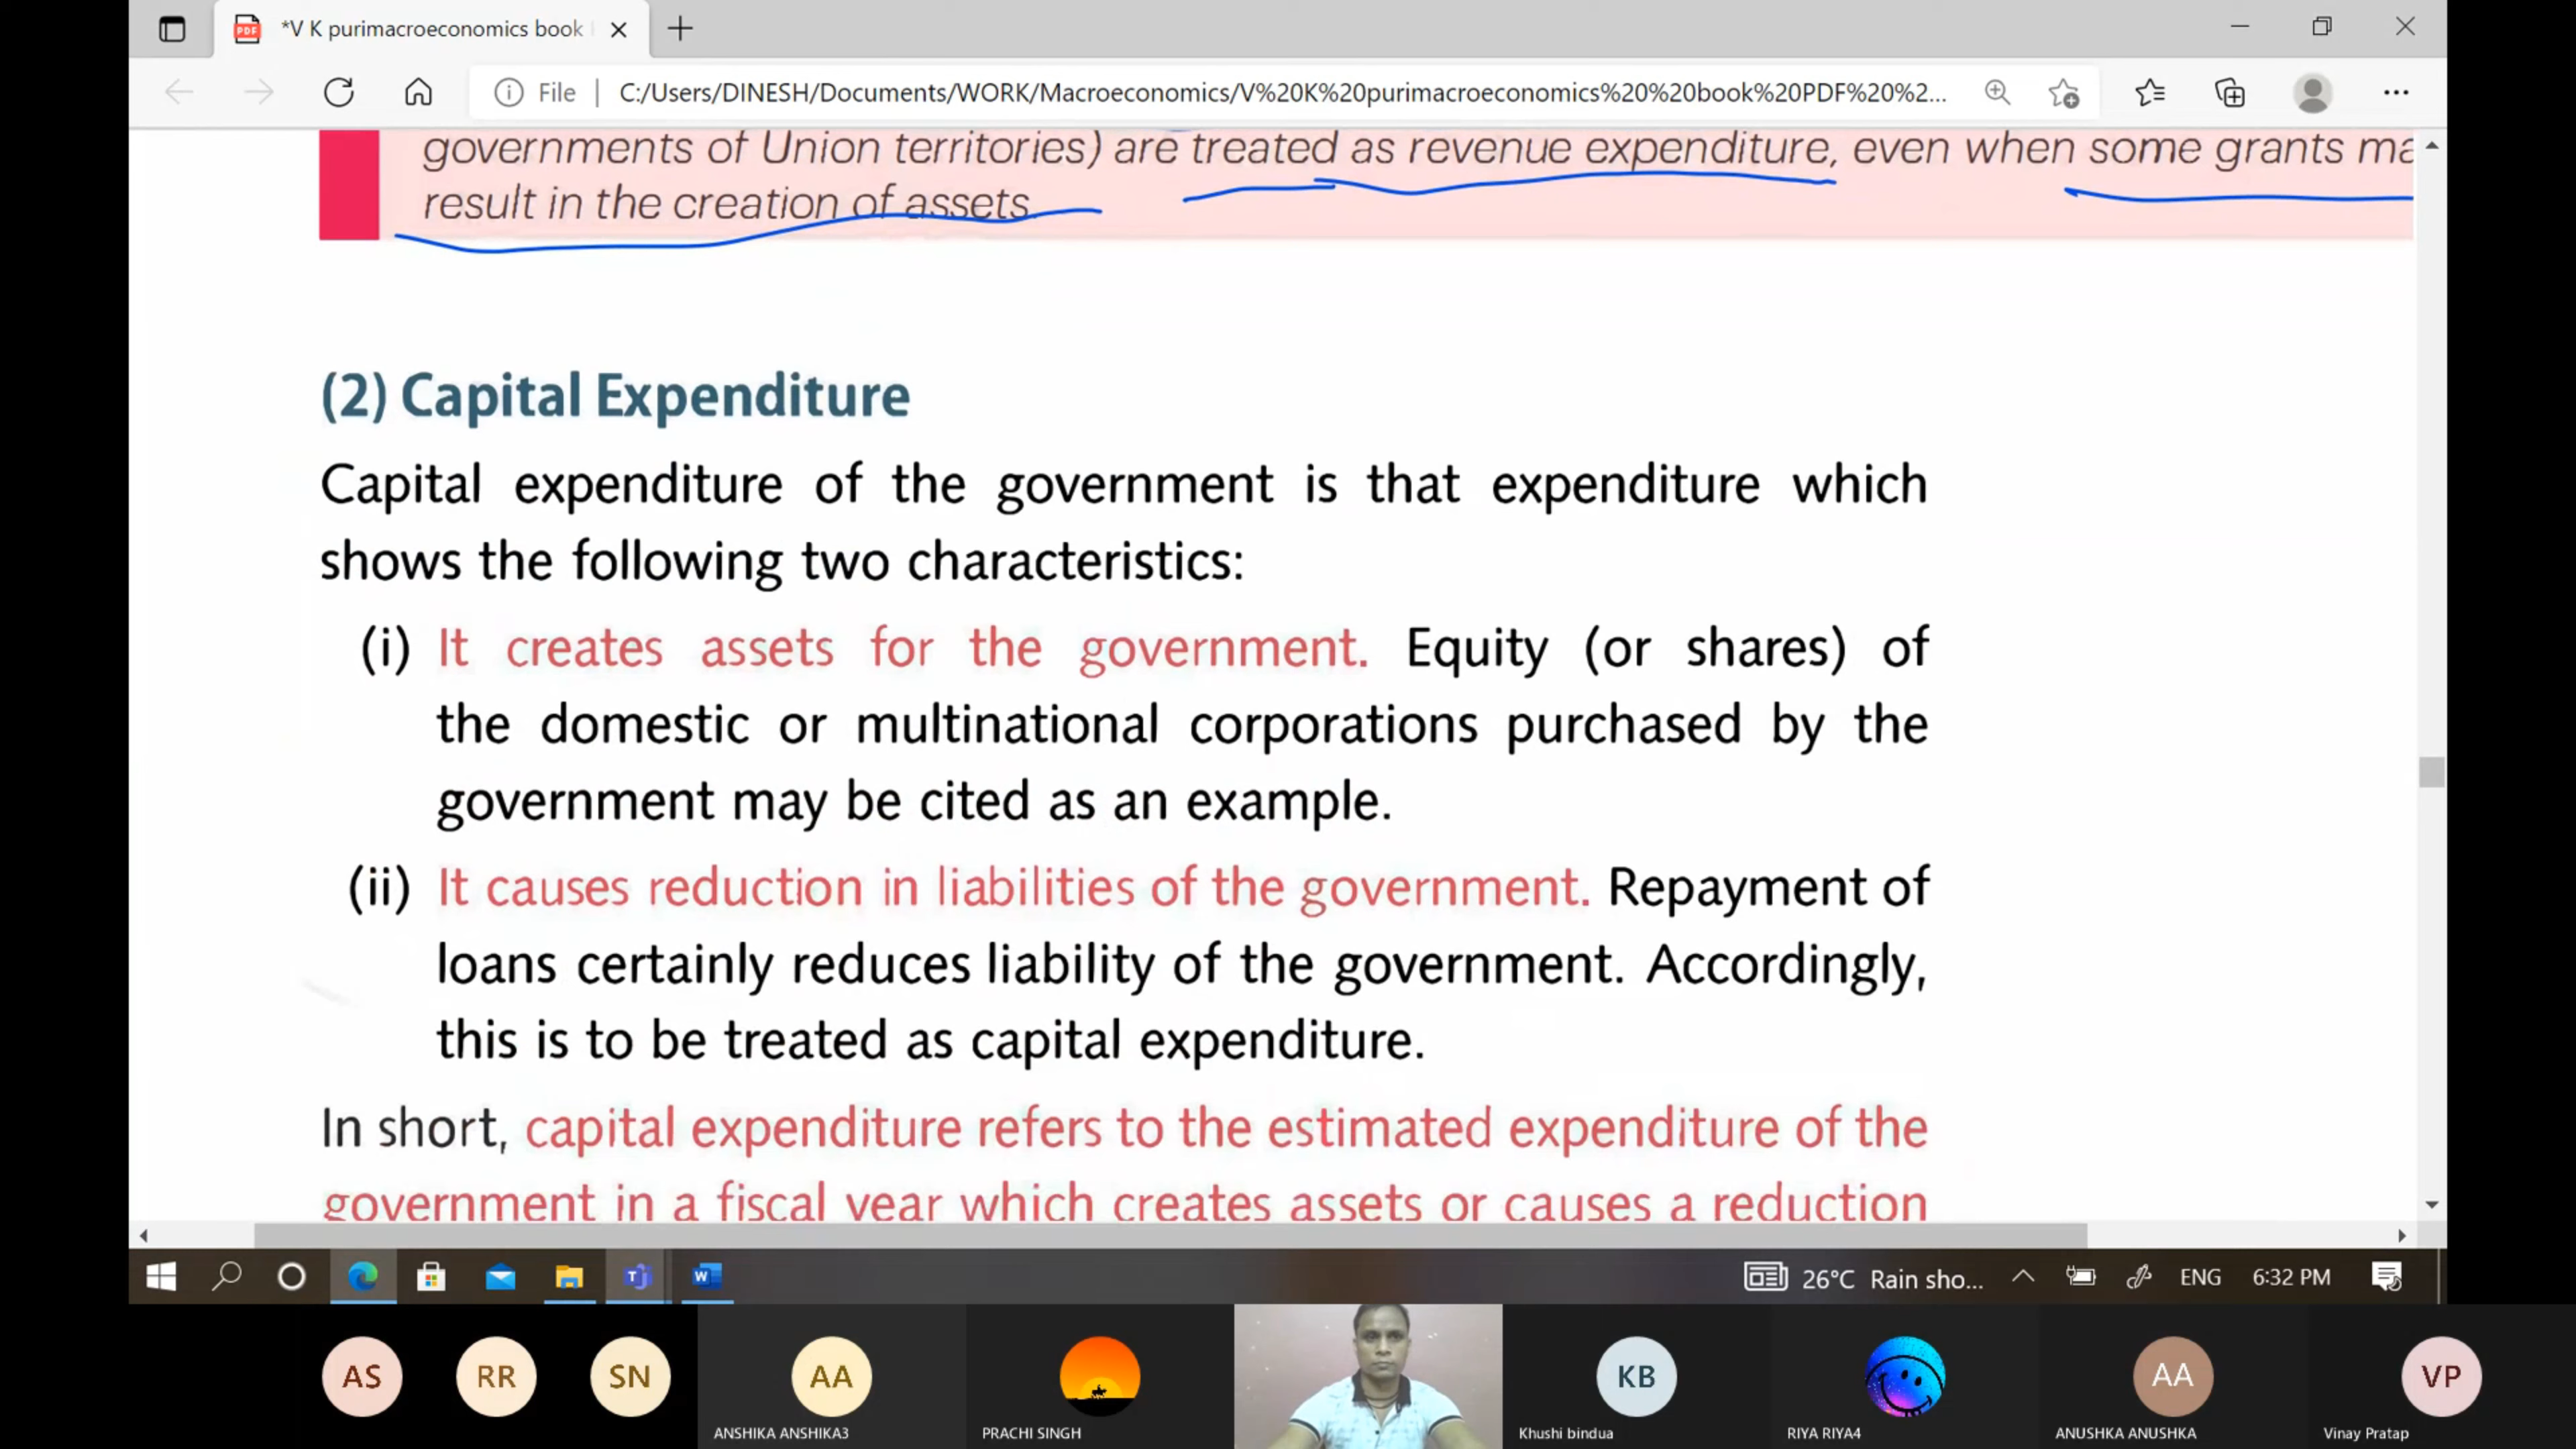 *V K purimacroeconomics book
File
C:/Users/DINESH/Documents/WORK/Macroeconomics/V%20K%20purimacroeconomics%20%20book%20PDF%20%2...
governments of Union territories) are treated as revenue expenditure, even when some grants ma
result in the creation of assets.
(2) Capital Expenditure
Capital expenditure of the government is that expenditure which
shows the following two characteristics:
(i) It creates assets for the government. Equity (or shares) of
the domestic or multinational corporations purchased by the
government may be cited as an example.
(ii) It causes reduction in liabilities of the government. Repayment of
loans certainly reduces liability of the government. Accordingly,
this is to be treated as capital expenditure.
In short, capital expenditure refers to the estimated expenditure of the
government in a fiscal year which creates assets or causes a reduction
26°C Rain sho...
ENG
6:32 PM
AS
RR
SN
AA
KB
AA
VP
ANSHIKA ANSHIKA3
PRACHI SINGH
Khushi bindua
RIYA RIYA4
ANUSHKA ANUSHKA
Vinay Pratap